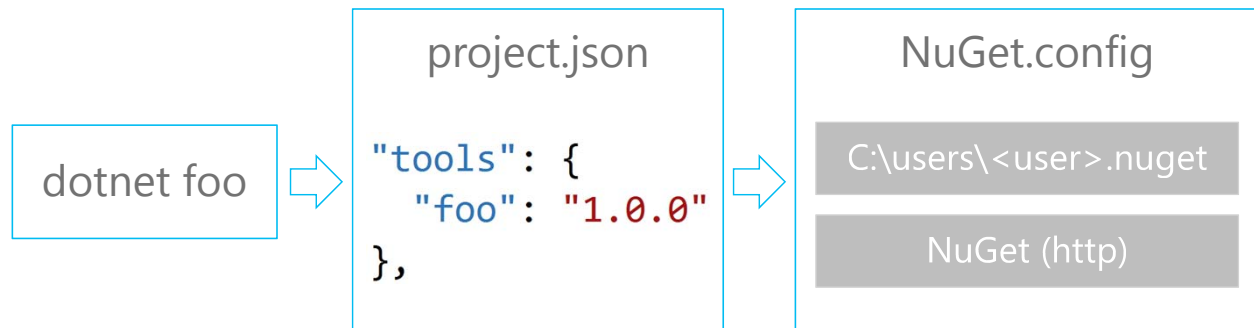 dotnet foo
project.json
"tools": {
"foo": "1.0.0"
},
NuGet.config
C:\users\<user>.nuget
NuGet (http)